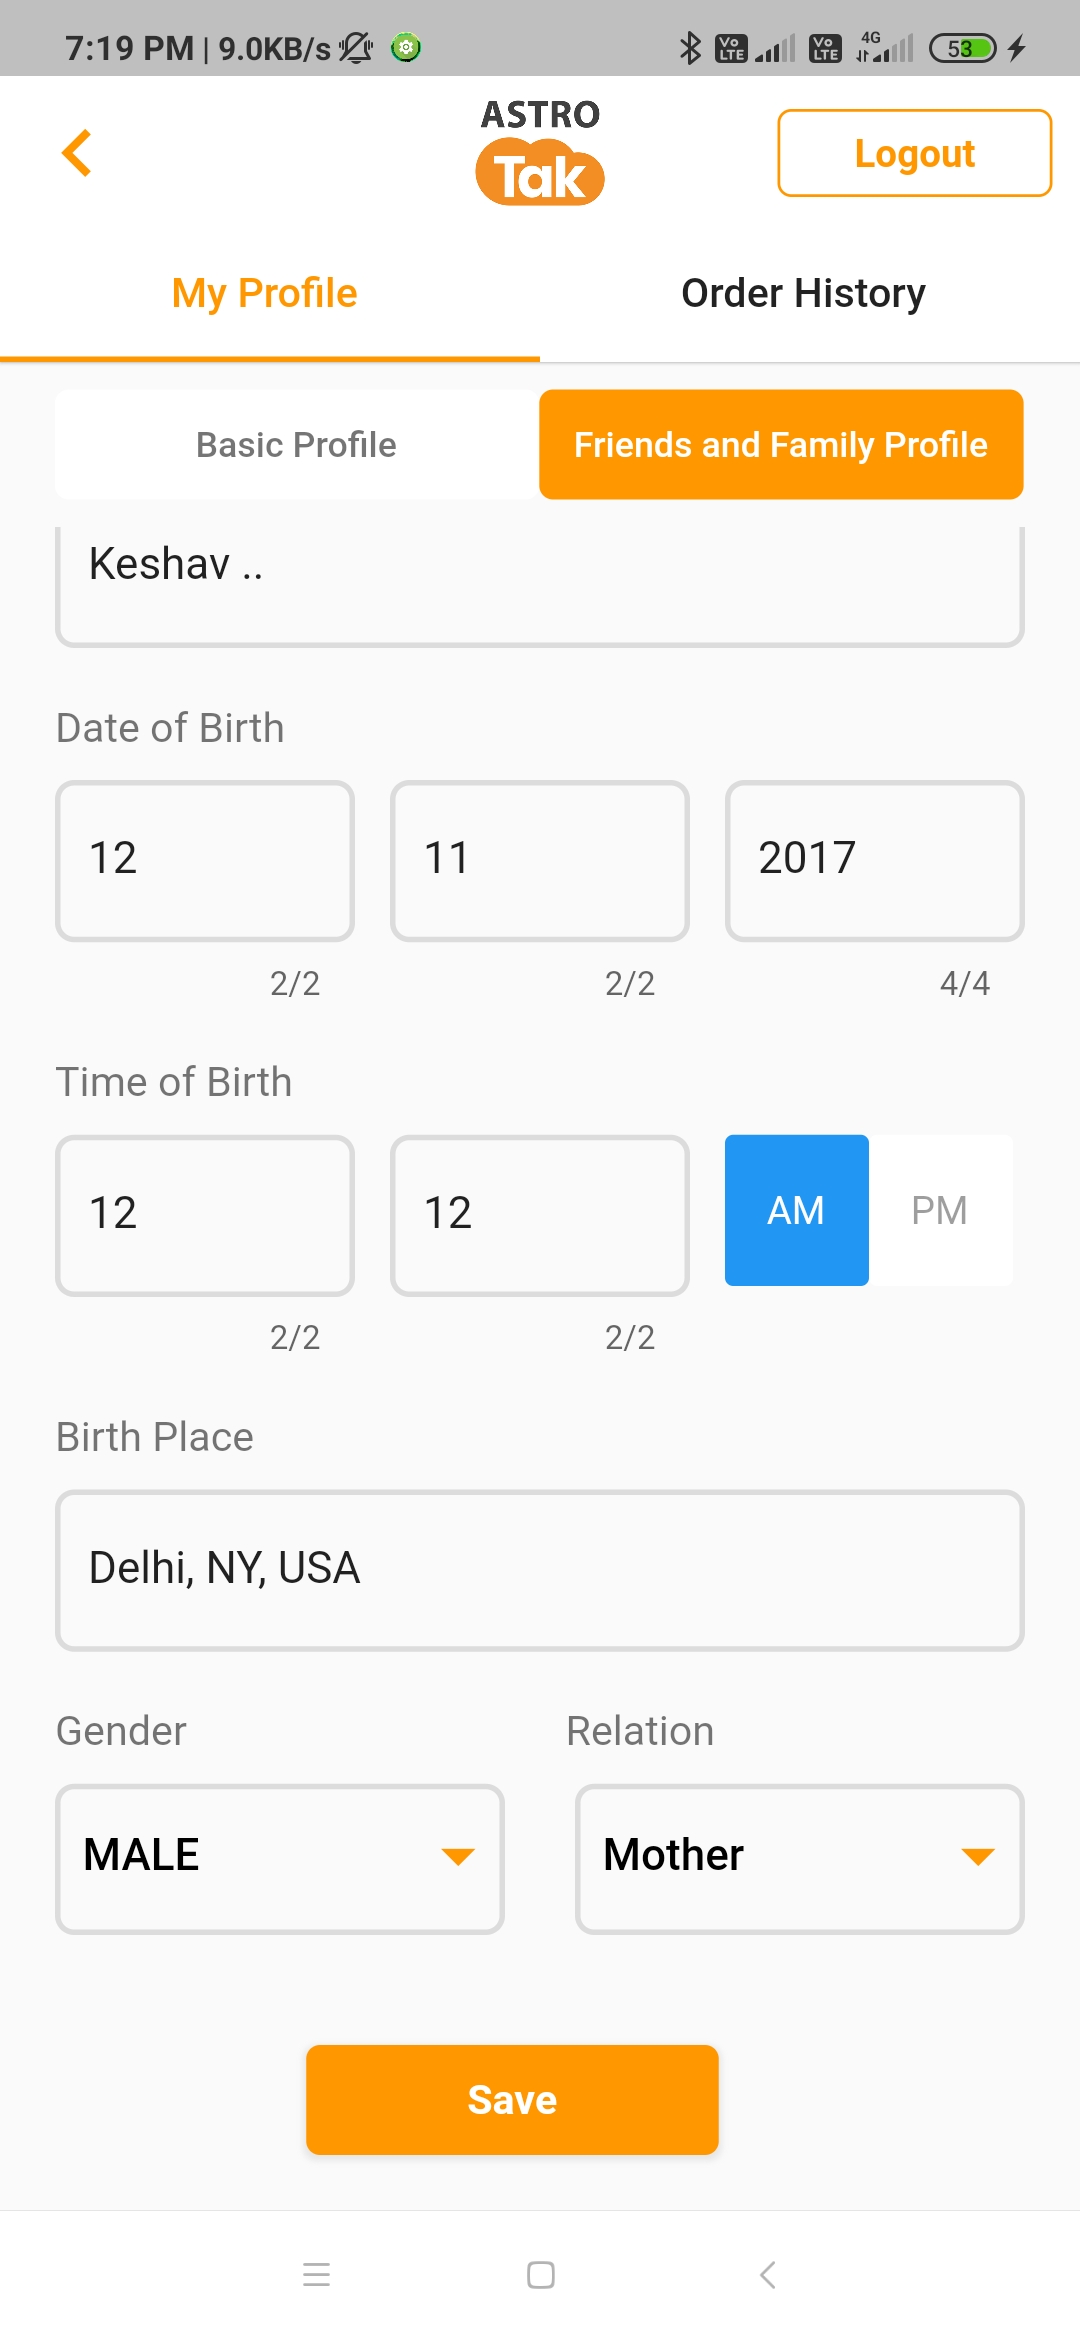 7:19 PM | 9.0KB/s
Vo LTE Vo LTE 4G 53
ASTRO
Tak
Logout
My Profile Order History
Basic Profile Friends and Family Profile
Keshav ..
Date of Birth
12 11 2017
2/2 2/2 4/4
Time of Birth
12 12 AM PM
2/2 2/2
Birth Place
Delhi, NY, USA
Gender Relation
MALE Mother
Save